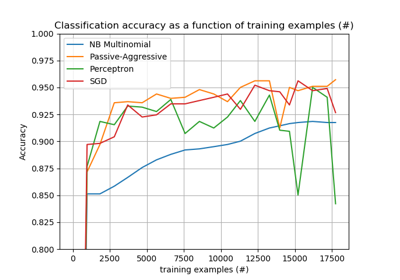 Classification accuracy as a function of training examples (#)
1.000
0.975
0.950
0.925
0.900
0.875
0.850
0.825
0.800
Accuracy
NB Multinomial
Passive-Aggressive
Perceptron
SGD
0 2500 5000 7500 10000 12500 15000 17500
training examples (#)